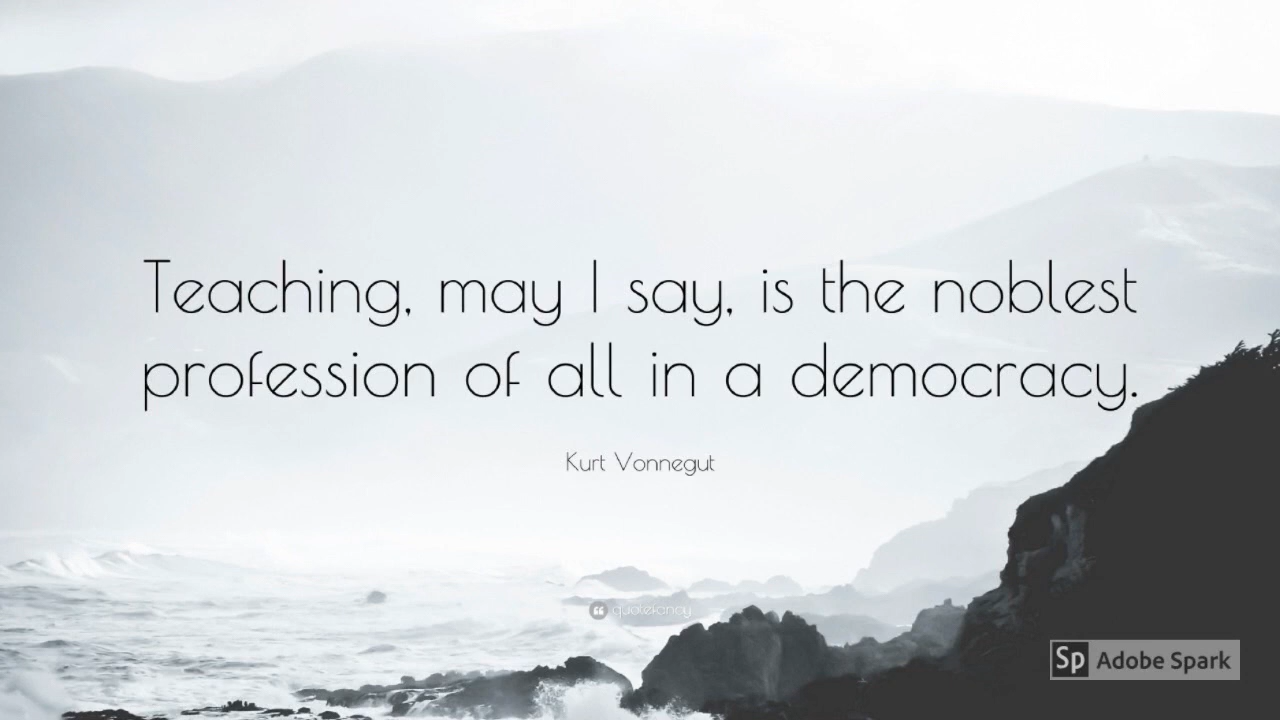 Teaching, may I say, is the noblest
profession of all in a democracy.
Kurt Vonnegut
quotefancy
Sp Adobe Spark